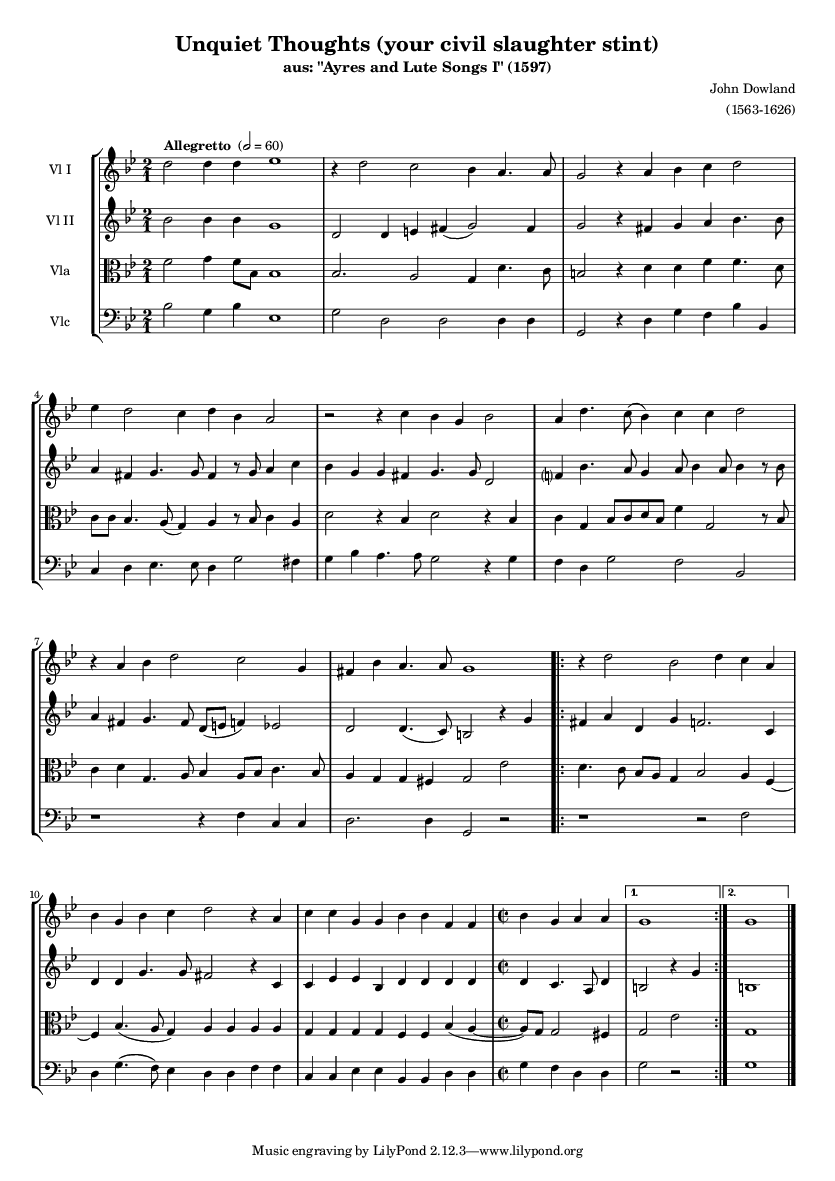 Unquiet Thoughts (your civil slaughter stint)
aus: "Ayres and Lute Songs I" (1597)
John Dowland
(1563-1626)
Allegretto (𝅗𝅥 = 60)
Vl I
Vl II
Vla
Vlc
4
7
10
1.
2.
Music engraving by LilyPond 2.12.3—www.lilypond.org